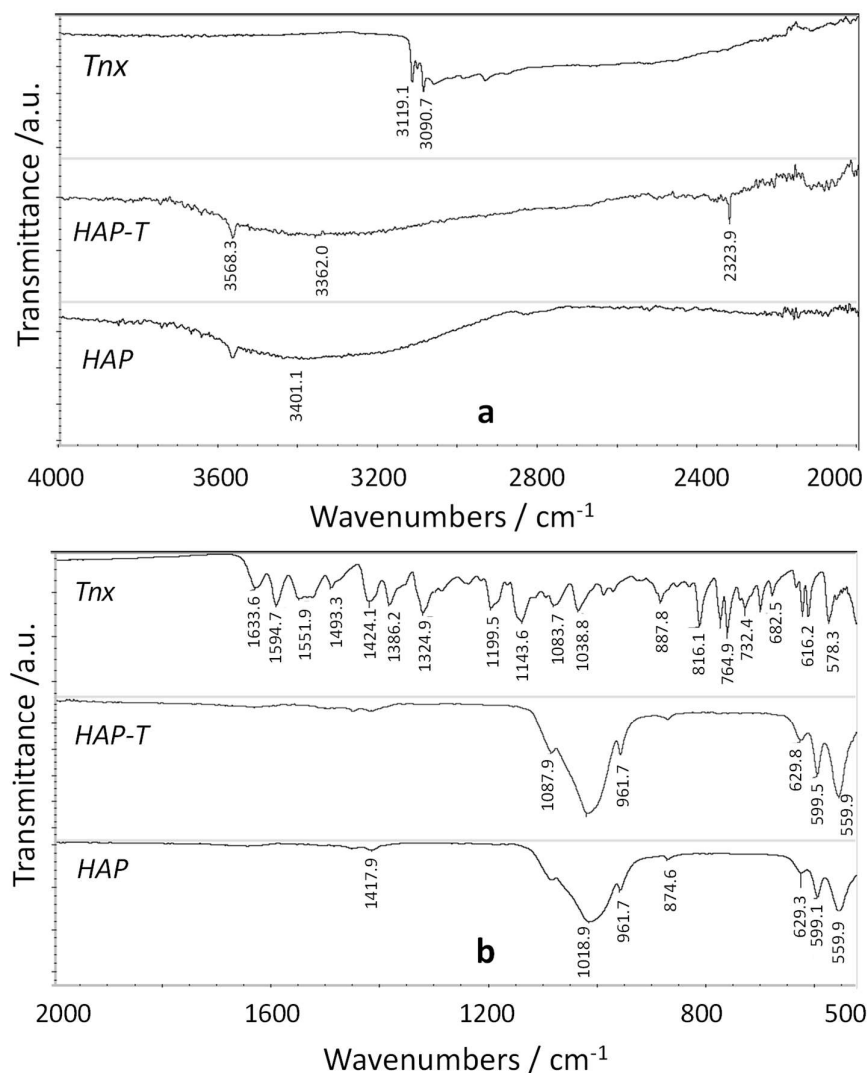 Transmittance /a.u.
Tnx
3119.1
3090.7
HAP-T
3568.3
3362.0
2323.9
HAP
3401.1
a
4000 3600 3200 2800 2400 2000
Wavenumbers / cm⁻¹
Transmittance /a.u.
Tnx
1633.6
1594.7
1551.9
1493.3
1424.1
1386.2
1324.9
1199.5
1143.6
1083.7
1038.8
887.8
816.1
764.9
732.4
682.5
616.2
578.3
HAP-T
1087.9
961.7
629.8
599.5
559.9
HAP
1417.9
1018.9
961.7
874.6
629.3
599.1
559.9
b
2000 1600 1200 800 500
Wavenumbers / cm⁻¹